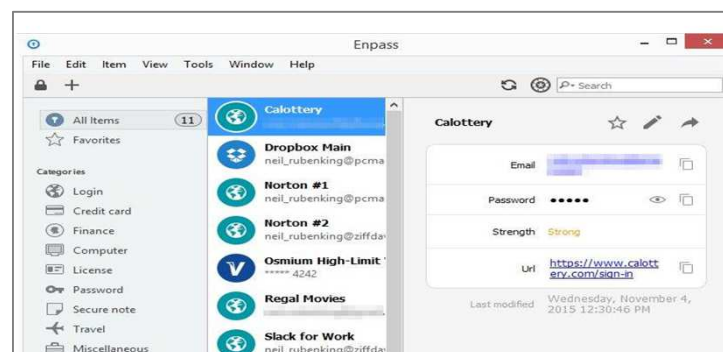 Enpass
File Edit Item View Tools Window Help
Search
All Items 11
Favorites
Categories
Login
Credit card
Finance
Computer
License
Password
Secure note
Travel
Miscellaneous
Calottery
Dropbox Main
neil_rubenking@pcma
Norton #1
neil_rubenking@pcma
Norton #2
neil_rubenking@ziffda
Osmium High-Limit
***** 4242
Regal Movies
Slack for Work
neil_rubenking@ziffda
Calottery
Email
Password •••••
Strength Strong
Url https://www.calott
ery.com/sign-in
Last modified Wednesday, November 4,
2015 12:30:46 PM